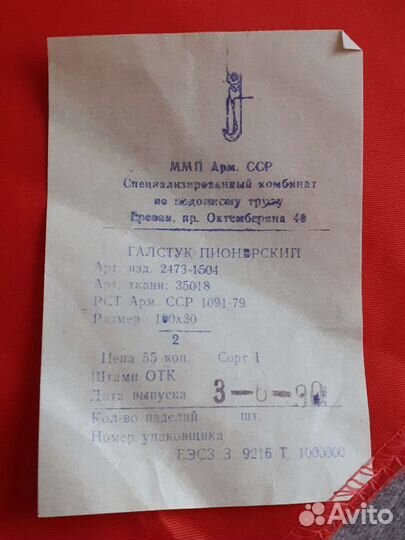 ММП Арм. ССР
Специализированный комбинат
по надомному труду
Ереван, пр. Октемберяна 40
ГАЛСТУК ПИОНЕРСКИЙ
Арт. изд. 2473-1504
Арт. ткани: 35018
РСТ Арм. ССР 1091-79
Размер 100х30
2
Цена 55 коп. Сорт 1
Штамп ОТК
Дата выпуска 3-6-90
Кол-во изделий шт.
Номер упаковщика
ЕЭСЗ З 9216 Т. 1000000
Avito